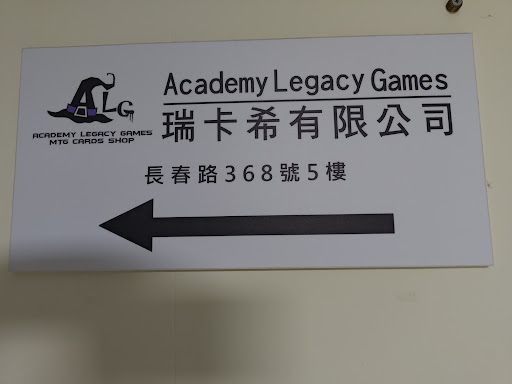 ALG
ACADEMY LEGACY GAMES
MTG CARDS SHOP
Academy Legacy Games
瑞卡希有限公司
長春路368號5樓